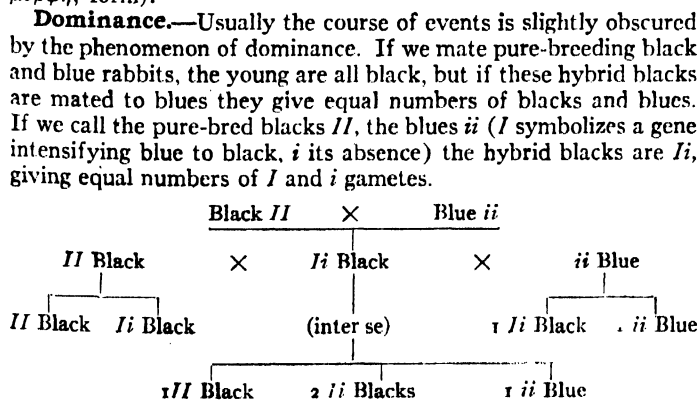 μορφή, form).
Dominance.—Usually the course of events is slightly obscured
by the phenomenon of dominance. If we mate pure-breeding black
and blue rabbits, the young are all black, but if these hybrid blacks
are mated to blues they give equal numbers of blacks and blues.
If we call the pure-bred blacks II, the blues ii (I symbolizes a gene
intensifying blue to black, i its absence) the hybrid blacks are Ii,
giving equal numbers of I and i gametes.
Black II × Blue ii
II Black × Ii Black × ii Blue
II Black Ii Black (inter se) 1 Ii Black ii Blue
1II Black 2 Ii Blacks 1 ii Blue